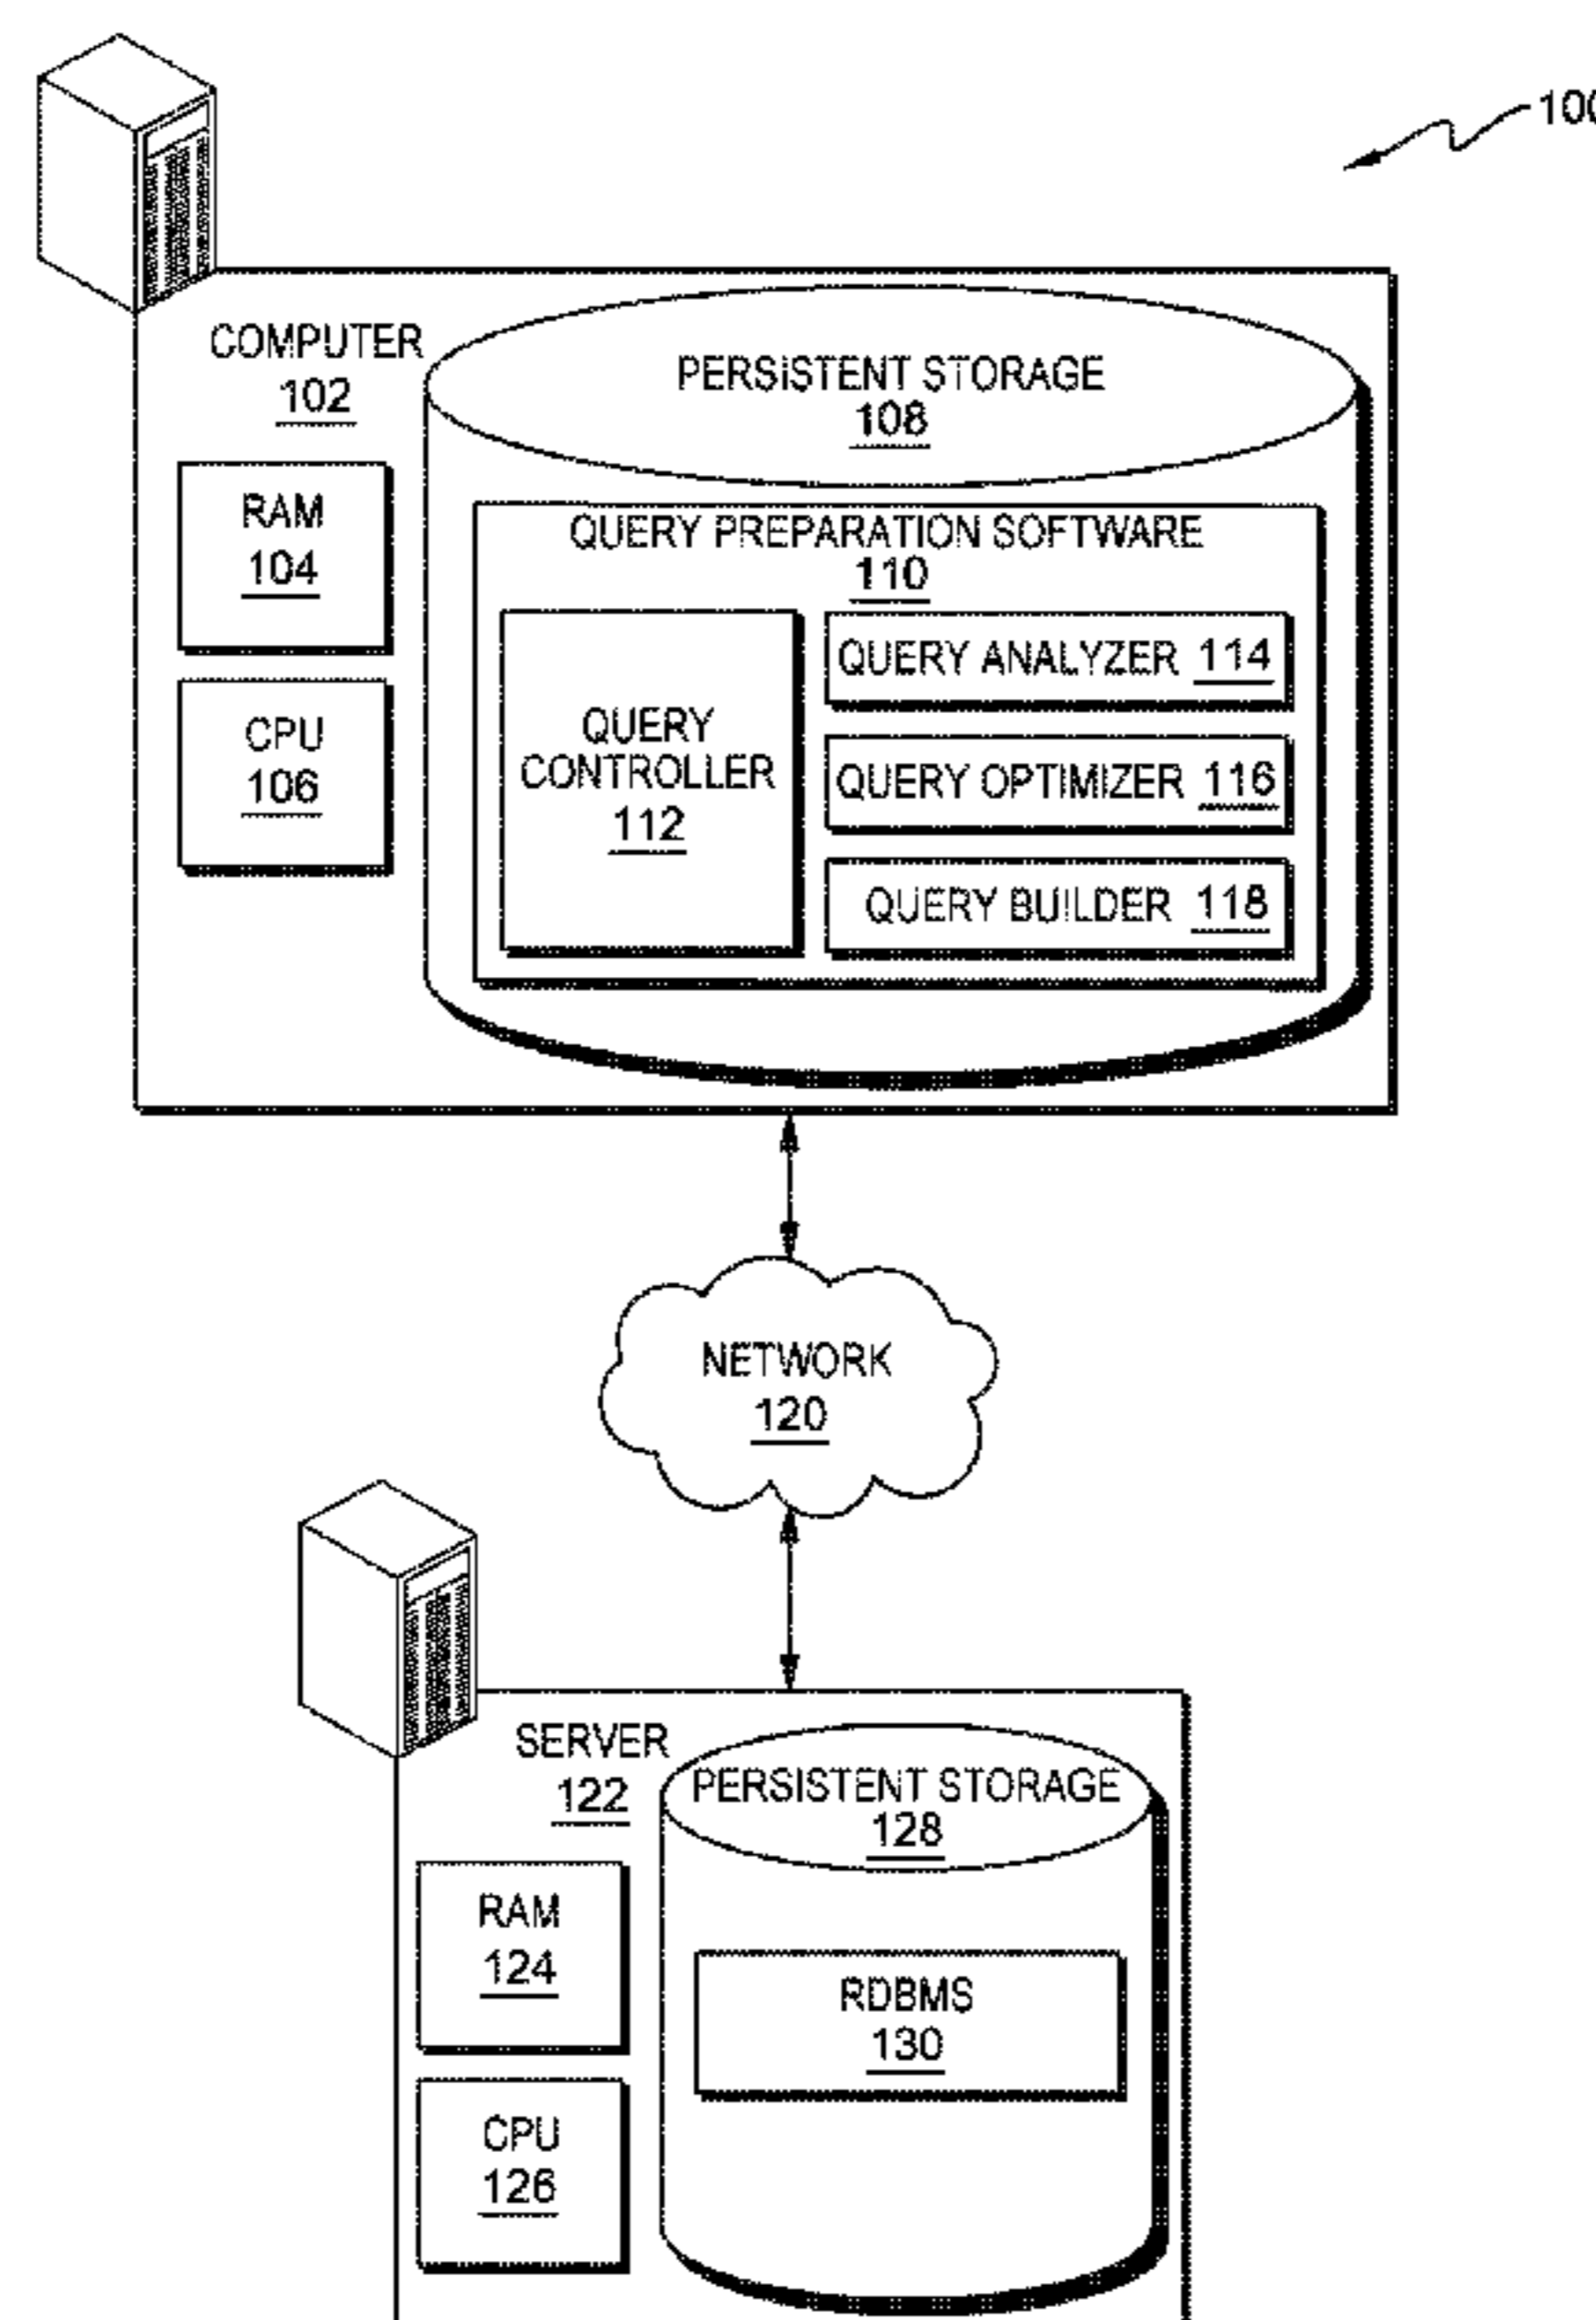 100
COMPUTER
102
PERSISTENT STORAGE
108
RAM
104
QUERY PREPARATION SOFTWARE
110
CPU
106
QUERY
CONTROLLER
112
QUERY ANALYZER 114
QUERY OPTIMIZER 116
QUERY BUILDER 118
NETWORK
120
SERVER
122
PERSISTENT STORAGE
128
RAM
124
RDBMS
130
CPU
126